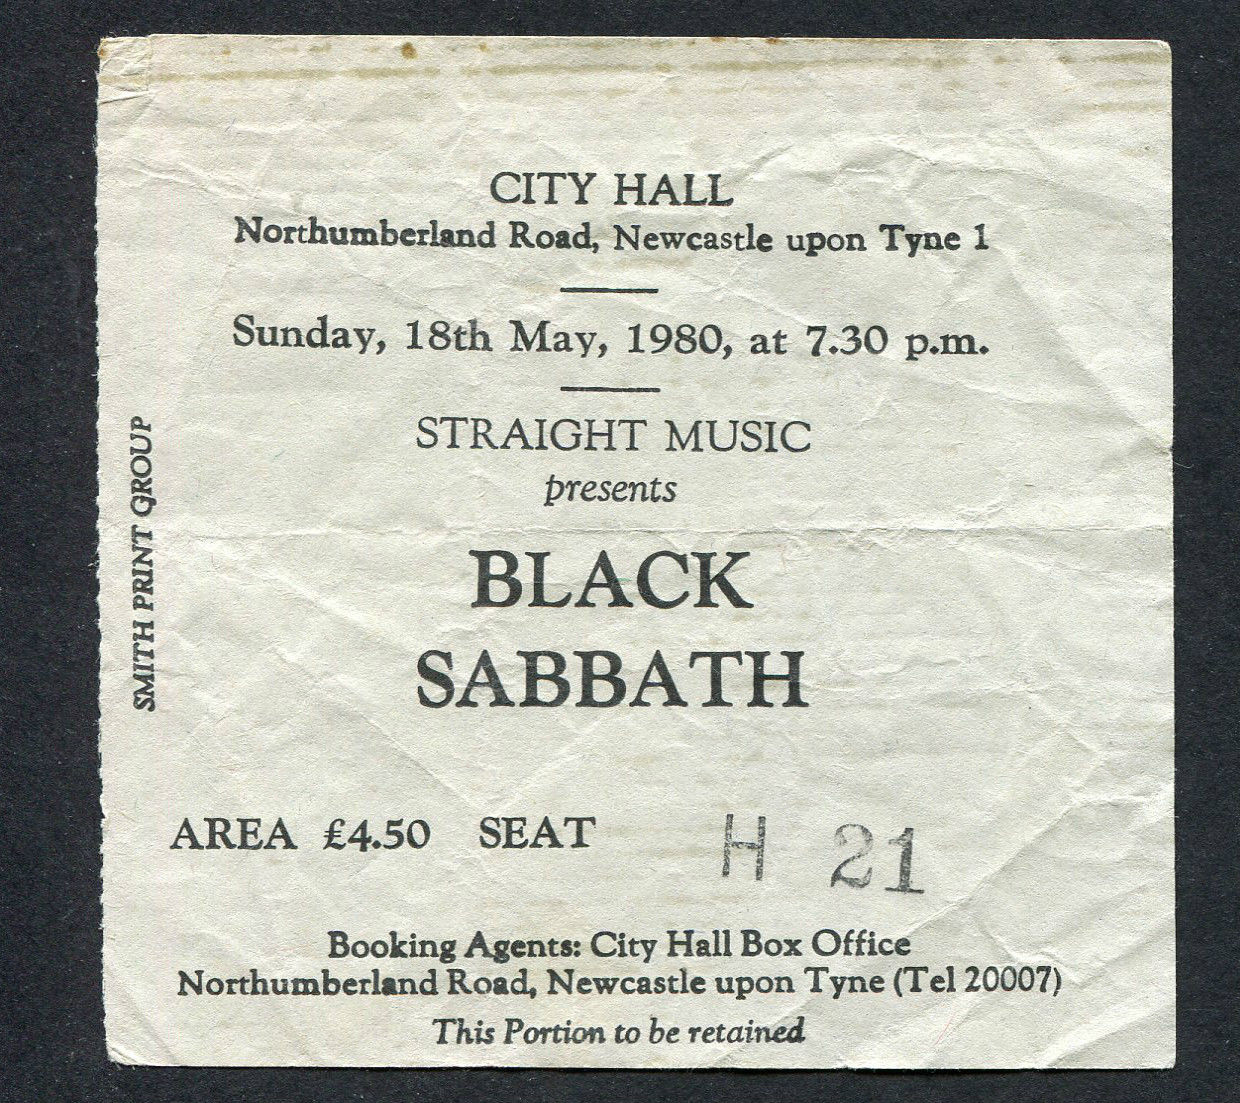 CITY HALL
Northumberland Road, Newcastle upon Tyne 1
Sunday, 18th May, 1980, at 7.30 p.m.
STRAIGHT MUSIC
presents
BLACK
SABBATH
SMITH PRINT GROUP
AREA £4.50 SEAT H 21
Booking Agents: City Hall Box Office
Northumberland Road, Newcastle upon Tyne (Tel 20007)
This Portion to be retained